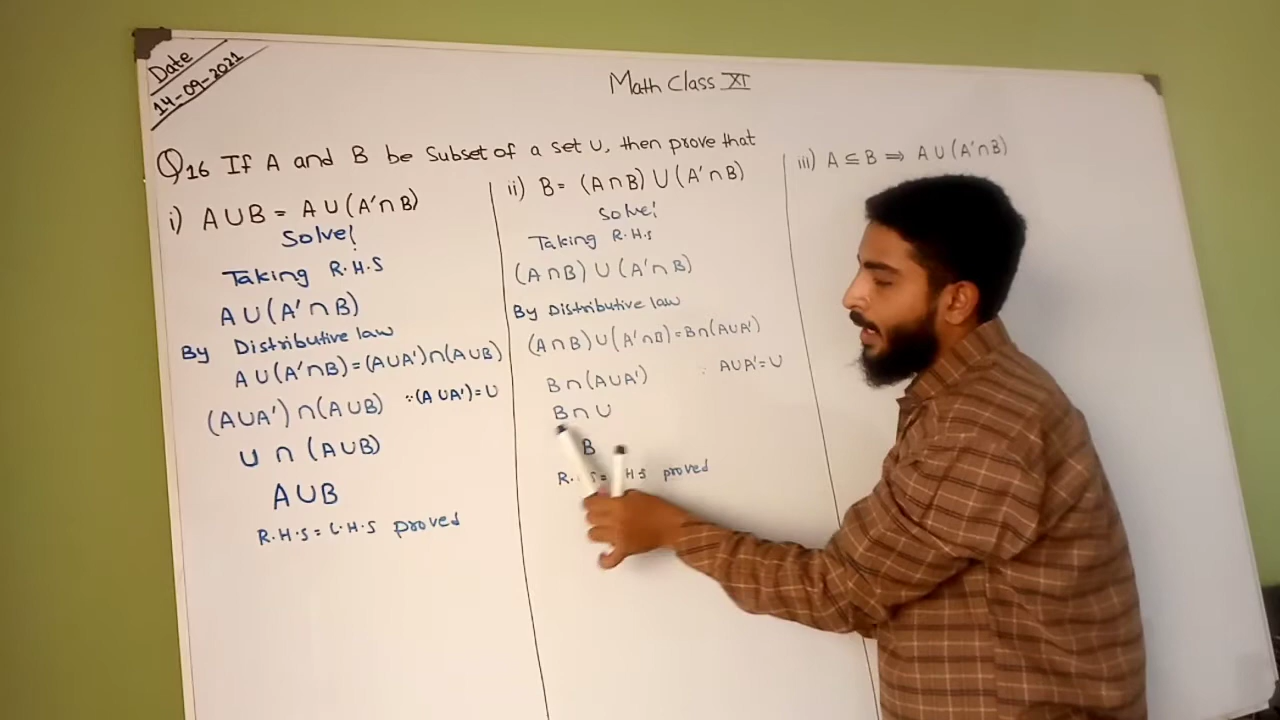 Date
14-09-2021
Math Class XI
Q16 If A and B be Subset of a set U, then prove that
i) A∪B = A∪(A'∩B)
Solve!
Taking R.H.S
A∪(A'∩B)
By Distributive law
A∪(A'∩B)=(A∪A')∩(A∪B)
(A∪A')∩(A∪B) ∵(A∪A')=U
U∩(A∪B)
A∪B
R.H.S=L.H.S proved
ii) B= (A∩B)∪(A'∩B)
Solve!
Taking R.H.S
(A∩B)∪(A'∩B)
By Distributive law
(A∩B)∪(A'∩B)=B∩(A∪A')
B∩(A∪A') ∵ A∪A'=U
B∩U
B
proved
iii) A⊆B ⇒ A∪(A'∩B)